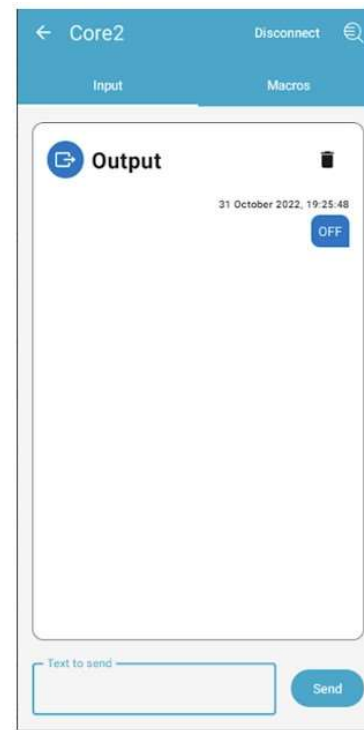 Core2
Disconnect
Input
Macros
Output
31 October 2022, 19:25:48
OFF
Text to send
Send